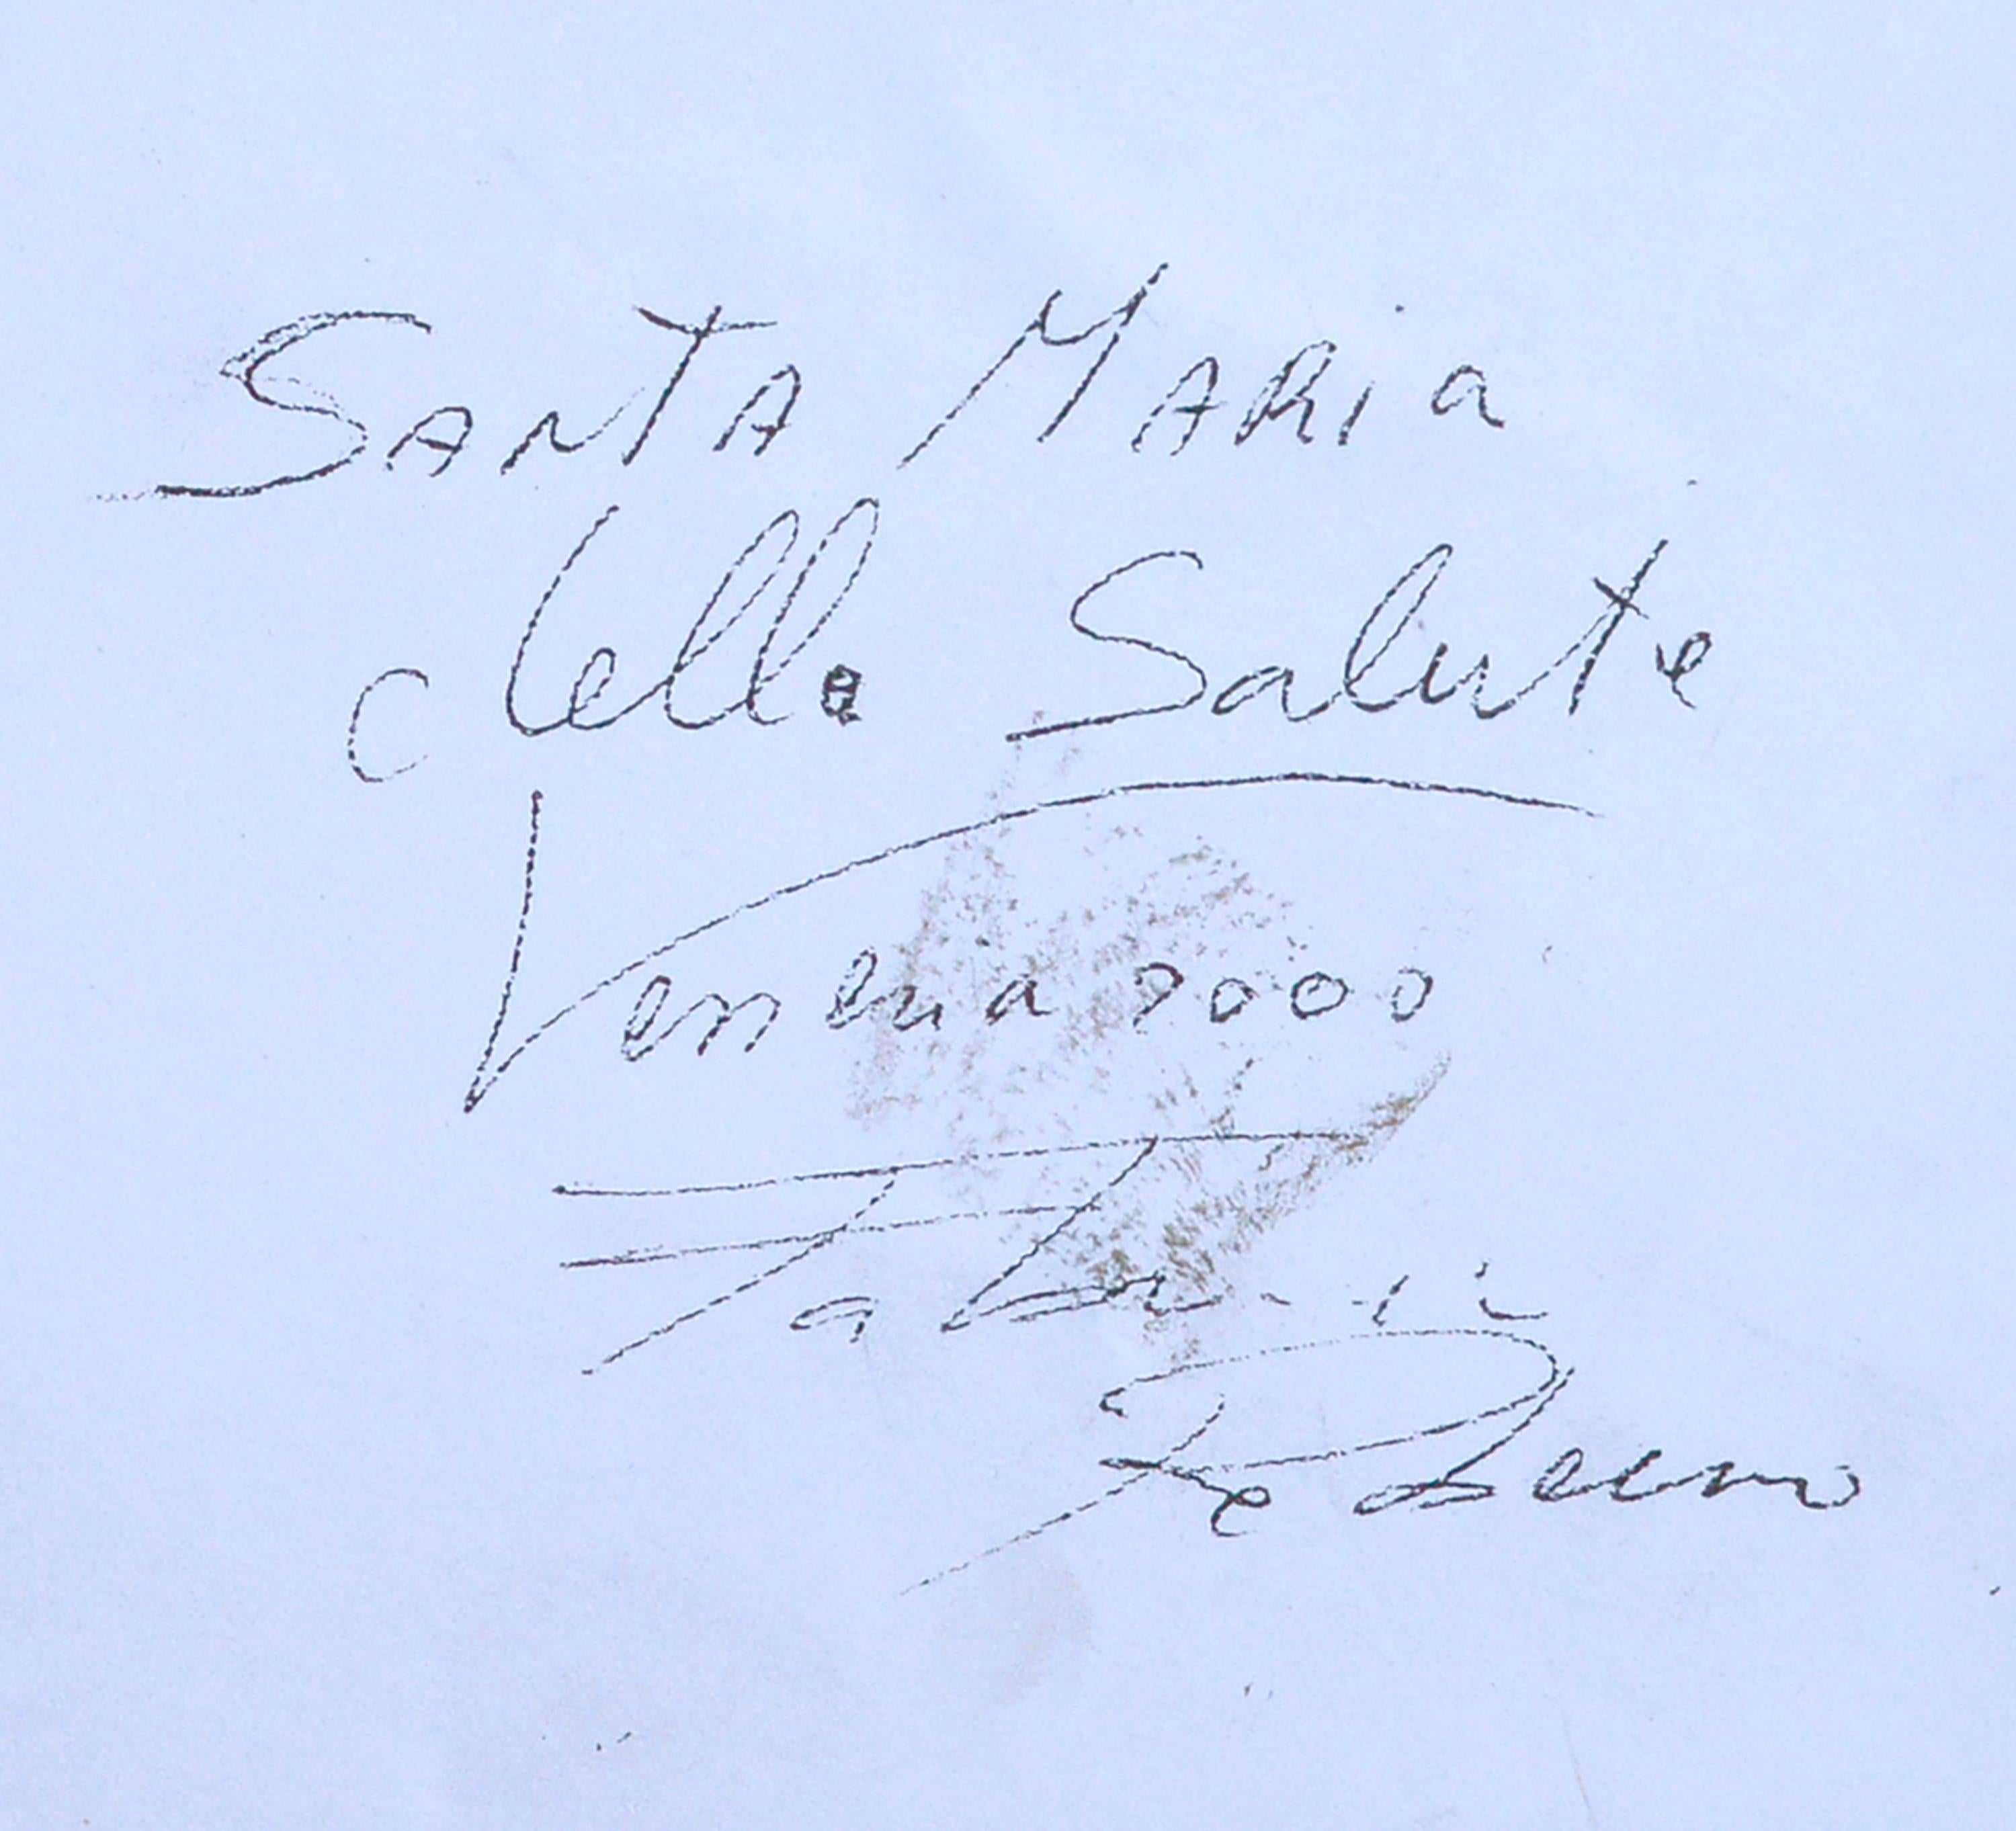 SANTA MARIa
della Salute
Venezia 2000